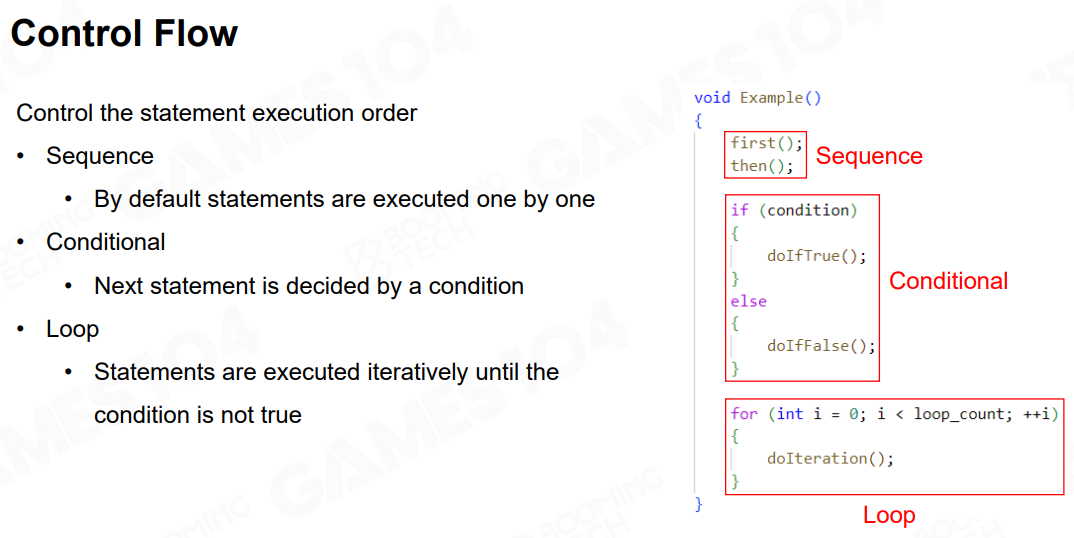 Control Flow
Control the statement execution order
• Sequence
• By default statements are executed one by one
• Conditional
• Next statement is decided by a condition
• Loop
• Statements are executed iteratively until the
condition is not true
void Example()
{
first();
then();
Sequence
if (condition)
{
doIfTrue();
}
else
{
doIfFalse();
}
Conditional
for (int i = 0; i < loop_count; ++i)
{
doIteration();
}
}
Loop
GAMES104
BOOMING
TECH